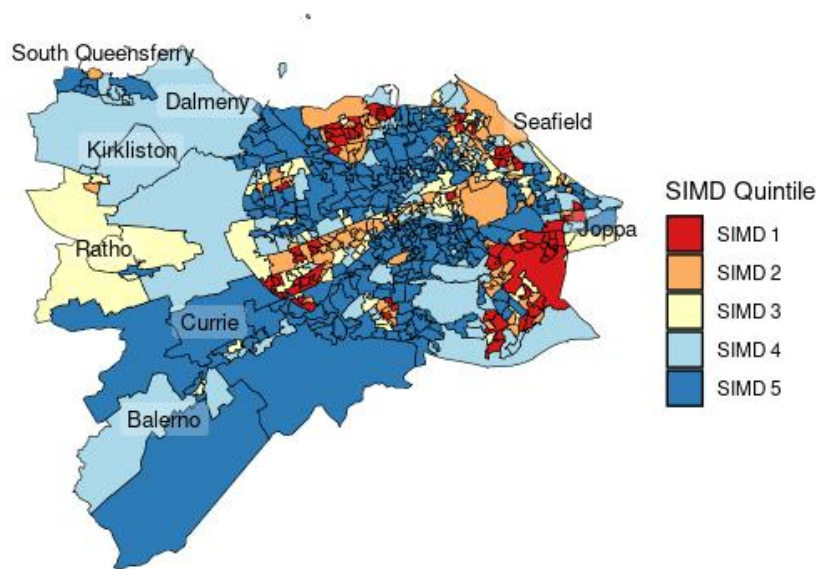 South Queensferry
Dalmeny
Seafield
Kirkliston
SIMD Quintile
SIMD 1
Joppa
SIMD 2
Ratho
SIMD 3
Currie
SIMD 4
SIMD 5
Balerno